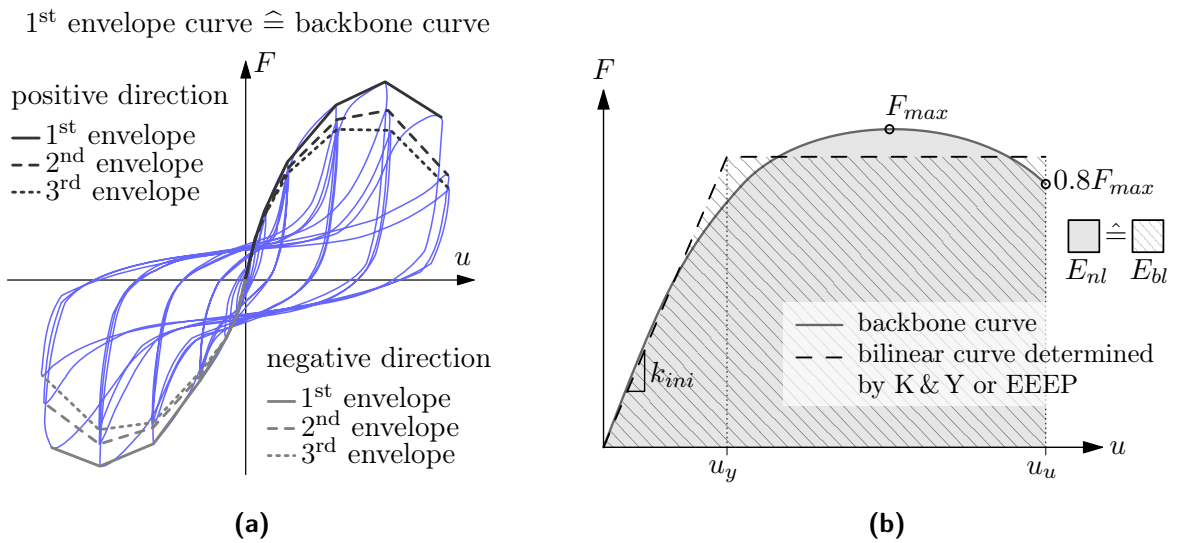 1st envelope curve ≙ backbone curve
F
positive direction
1st envelope
2nd envelope
3rd envelope
u
negative direction
1st envelope
2nd envelope
3rd envelope
(a)
F
Fmax
0.8Fmax
≙
Enl Ebl
backbone curve
bilinear curve determined
by K & Y or EEEP
kini
u
uy
uu
(b)